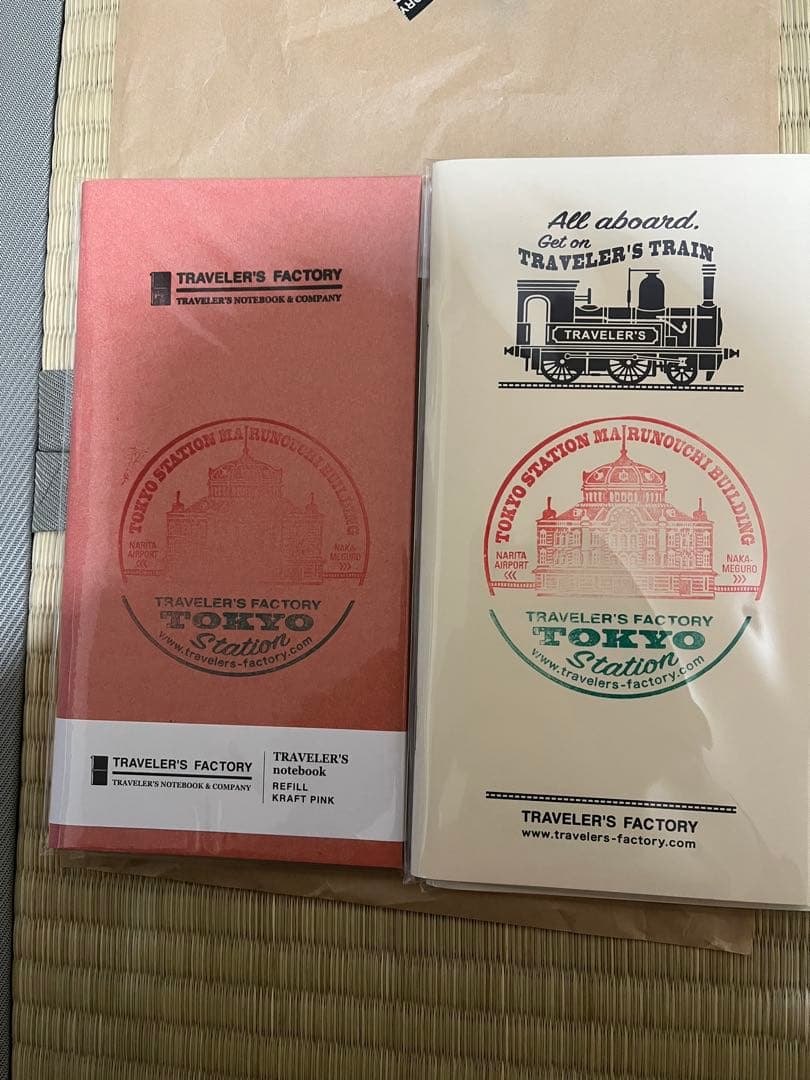 TRAVELER'S FACTORY
TRAVELER'S NOTEBOOK & COMPANY
TOKYO STATION MARUNOUCHI BUILDING
NARITA
AIRPORT
<<<
NAKA-
MEGURO
>>>
TRAVELER'S FACTORY
TOKYO
Station
www.travelers-factory.com
TRAVELER'S FACTORY
TRAVELER'S NOTEBOOK & COMPANY
TRAVELER'S
notebook
REFILL
KRAFT PINK
All aboard.
Get on
TRAVELER'S TRAIN
TRAVELER'S
TOKYO STATION MARUNOUCHI BUILDING
NARITA
AIRPORT
<<<
NAKA-
MEGURO
>>>
TRAVELER'S FACTORY
TOKYO
Station
www.travelers-factory.com
TRAVELER'S FACTORY
www.travelers-factory.com